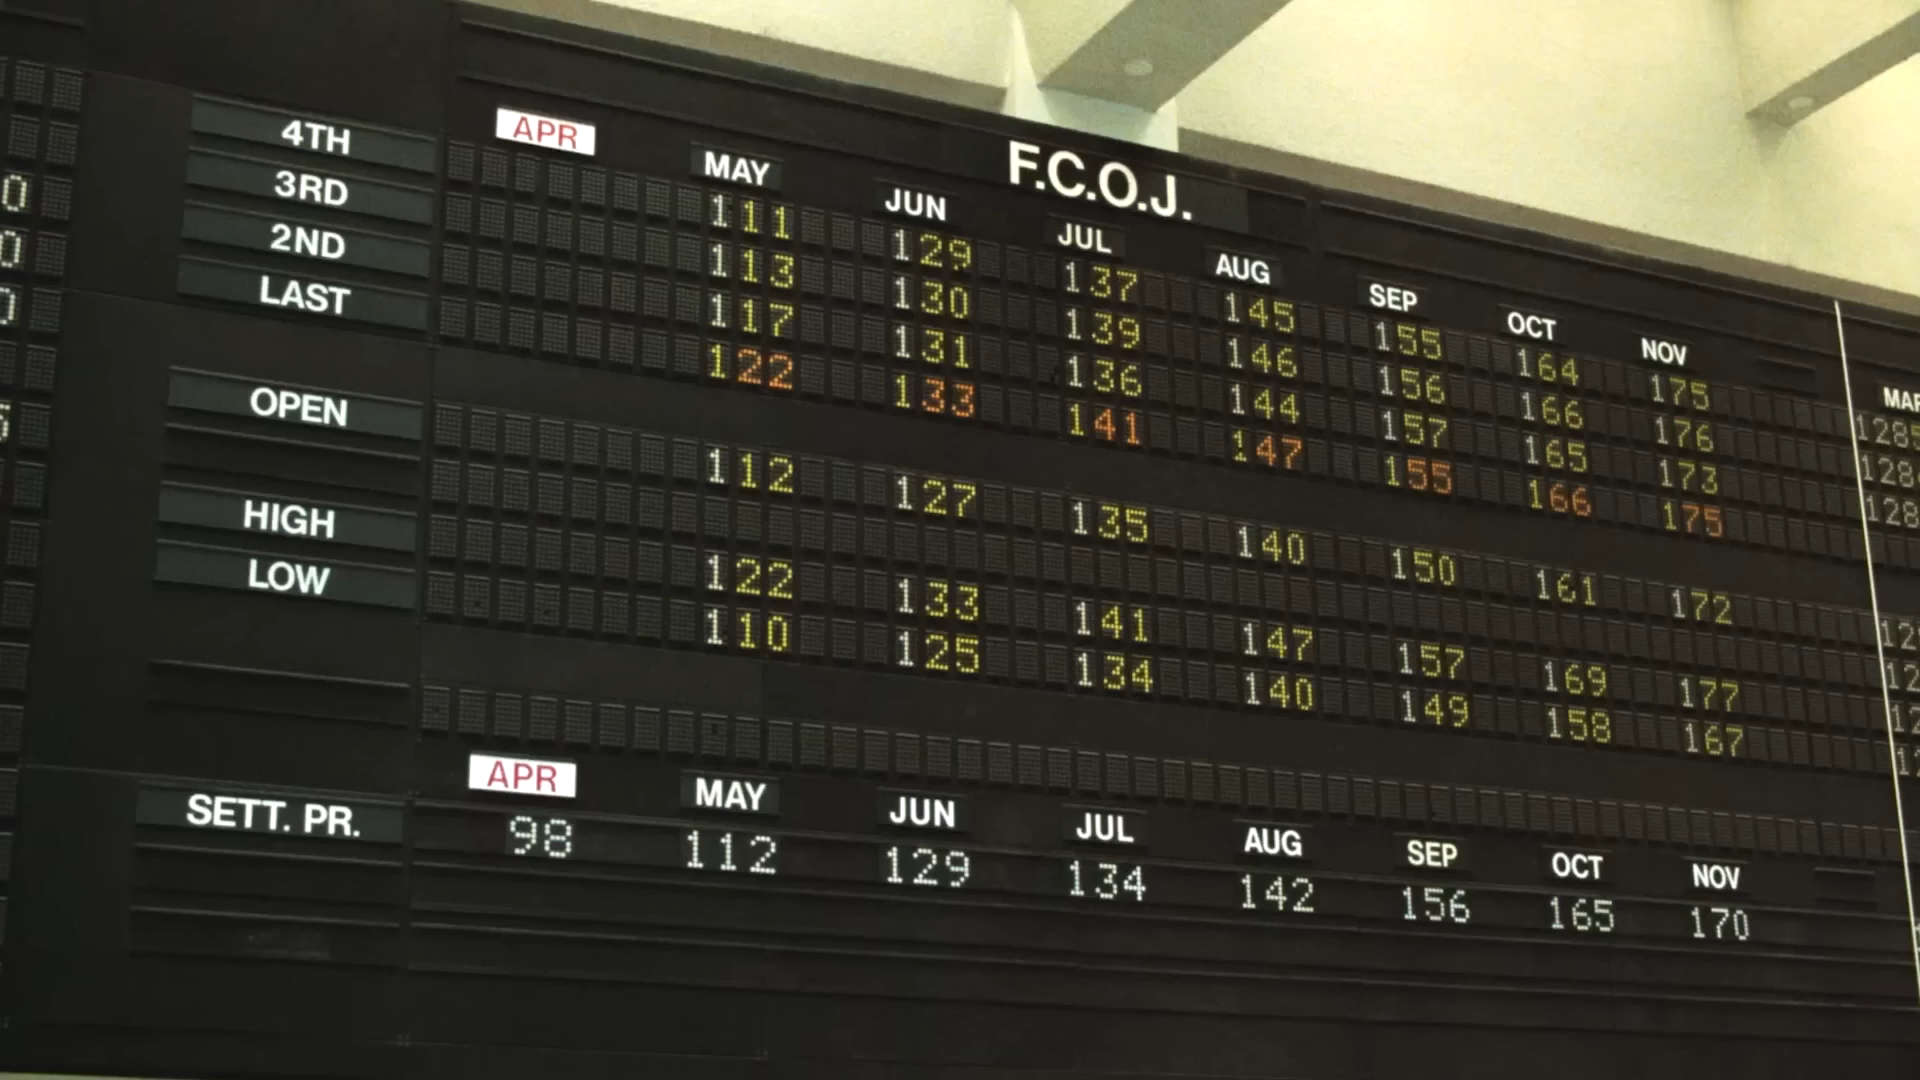 F.C.O.J.
APR MAY JUN JUL AUG SEP OCT NOV
4TH 111 129 137 145 155 164 175
3RD 113 130 139 146 156 166 176
2ND 117 131 136 144 157 165 173
LAST 122 133 141 147 155 166 175
OPEN 112 127 135 140 150 161 172
HIGH 122 133 141 147 157 169 177
LOW 110 125 134 140 149 158 167
APR MAY JUN JUL AUG SEP OCT NOV
SETT. PR. 98 112 129 134 142 156 165 170